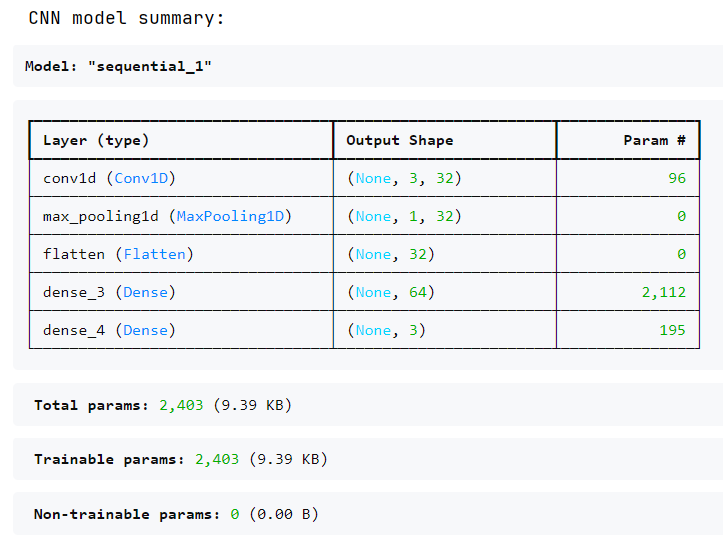 CNN model summary:
Model: "sequential_1"
Layer (type) Output Shape Param #
conv1d (Conv1D) (None, 3, 32) 96
max_pooling1d (MaxPooling1D) (None, 1, 32) 0
flatten (Flatten) (None, 32) 0
dense_3 (Dense) (None, 64) 2,112
dense_4 (Dense) (None, 3) 195
Total params: 2,403 (9.39 KB)
Trainable params: 2,403 (9.39 KB)
Non-trainable params: 0 (0.00 B)